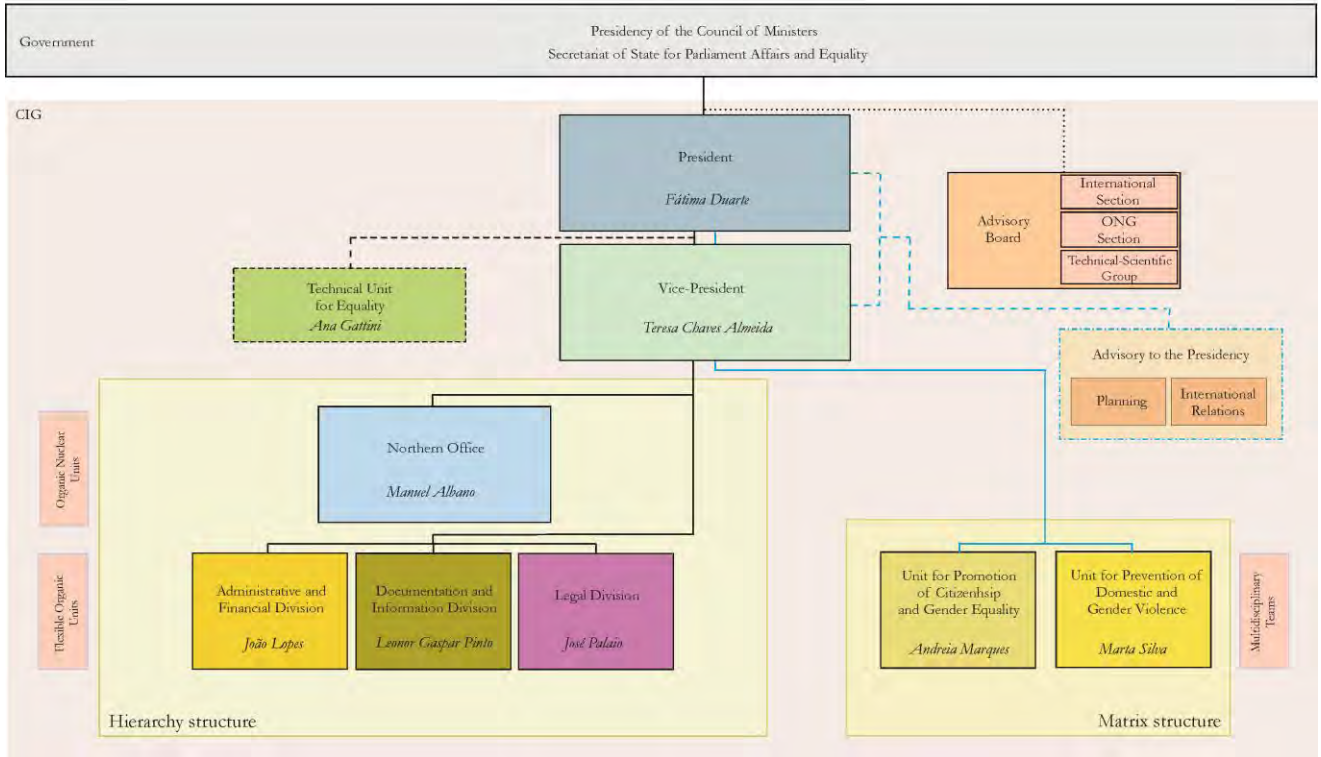 Government
Presidency of the Council of Ministers
Secretariat of State for Parliament Affairs and Equality
CIG
President
Fátima Duarte
International
Section
Advisory
Board
ONG
Section
Technical-Scientific
Group
Technical Unit
for Equality
Ana Gattini
Vice-President
Teresa Chaves Almeida
Advisory to the Presidency
Planning
International
Relations
Organic Nuclear
Units
Northern Office
Manuel Albano
Flexible Organic
Units
Administrative and
Financial Division
João Lopes
Documentation and
Information Division
Leonor Gaspar Pinto
Legal Division
José Palaio
Unit for Promotion
of Citizenhsip
and Gender Equality
Andreia Marques
Unit for Prevention of
Domestic and
Gender Violence
Marta Silva
Multidisciplinary
Teams
Hierarchy structure
Matrix structure